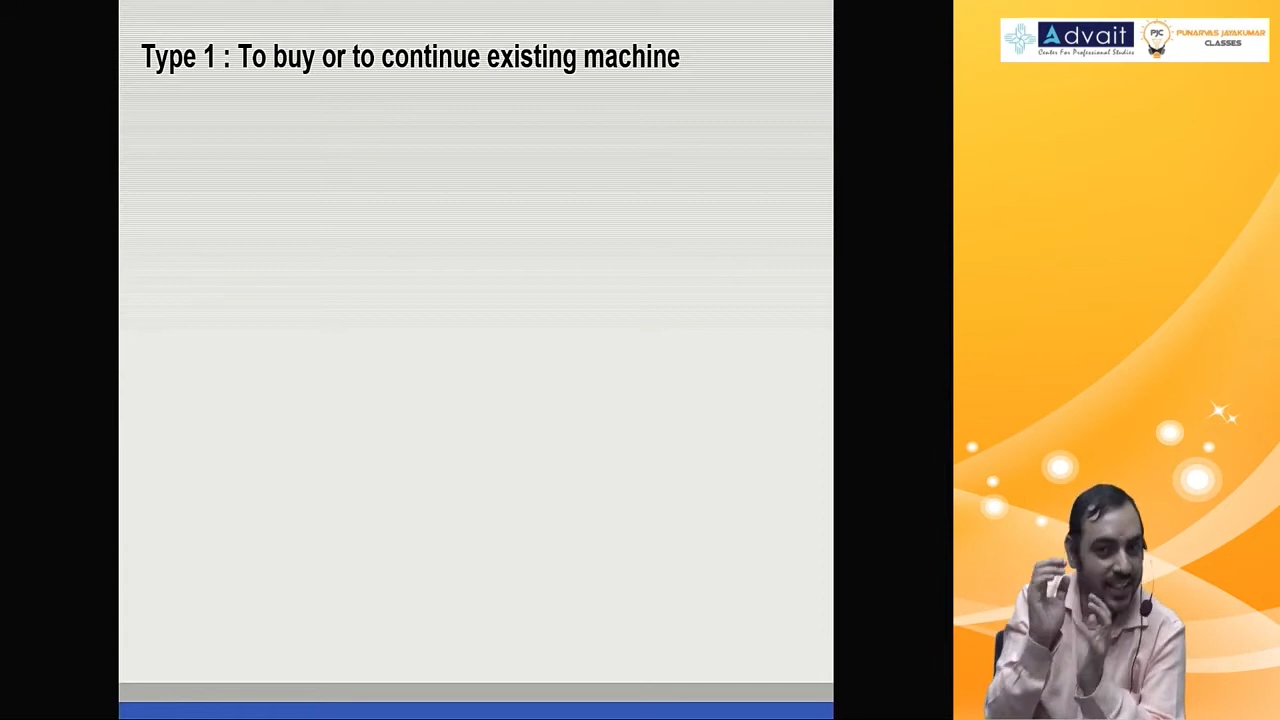 Type 1 : To buy or to continue existing machine
Advait
Center For Professional Studies
PJC
PUNARVAS JAYAKUMAR
CLASSES